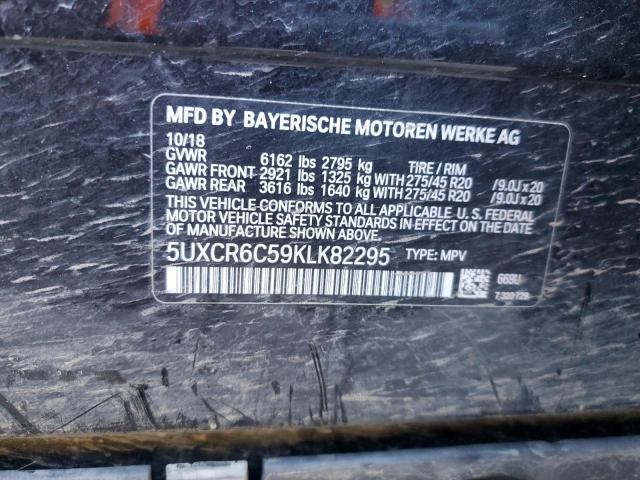 MFD BY BAYERISCHE MOTOREN WERKE AG
10/18
GVWR 6162 lbs 2795 kg TIRE / RIM
GAWR FRONT 2921 lbs 1325 kg WITH 275/45 R20 /9.0J x 20
GAWR REAR 3616 lbs 1640 kg WITH 275/45 R20 /9.0J x 20
THIS VEHICLE CONFORMS TO ALL APPLICABLE U. S. FEDERAL
MOTOR VEHICLE SAFETY STANDARDS IN EFFECT ON THE DATE
OF MANUFACTURE SHOWN ABOVE.
5UXCR6C59KLK82295 TYPE: MPV
668U